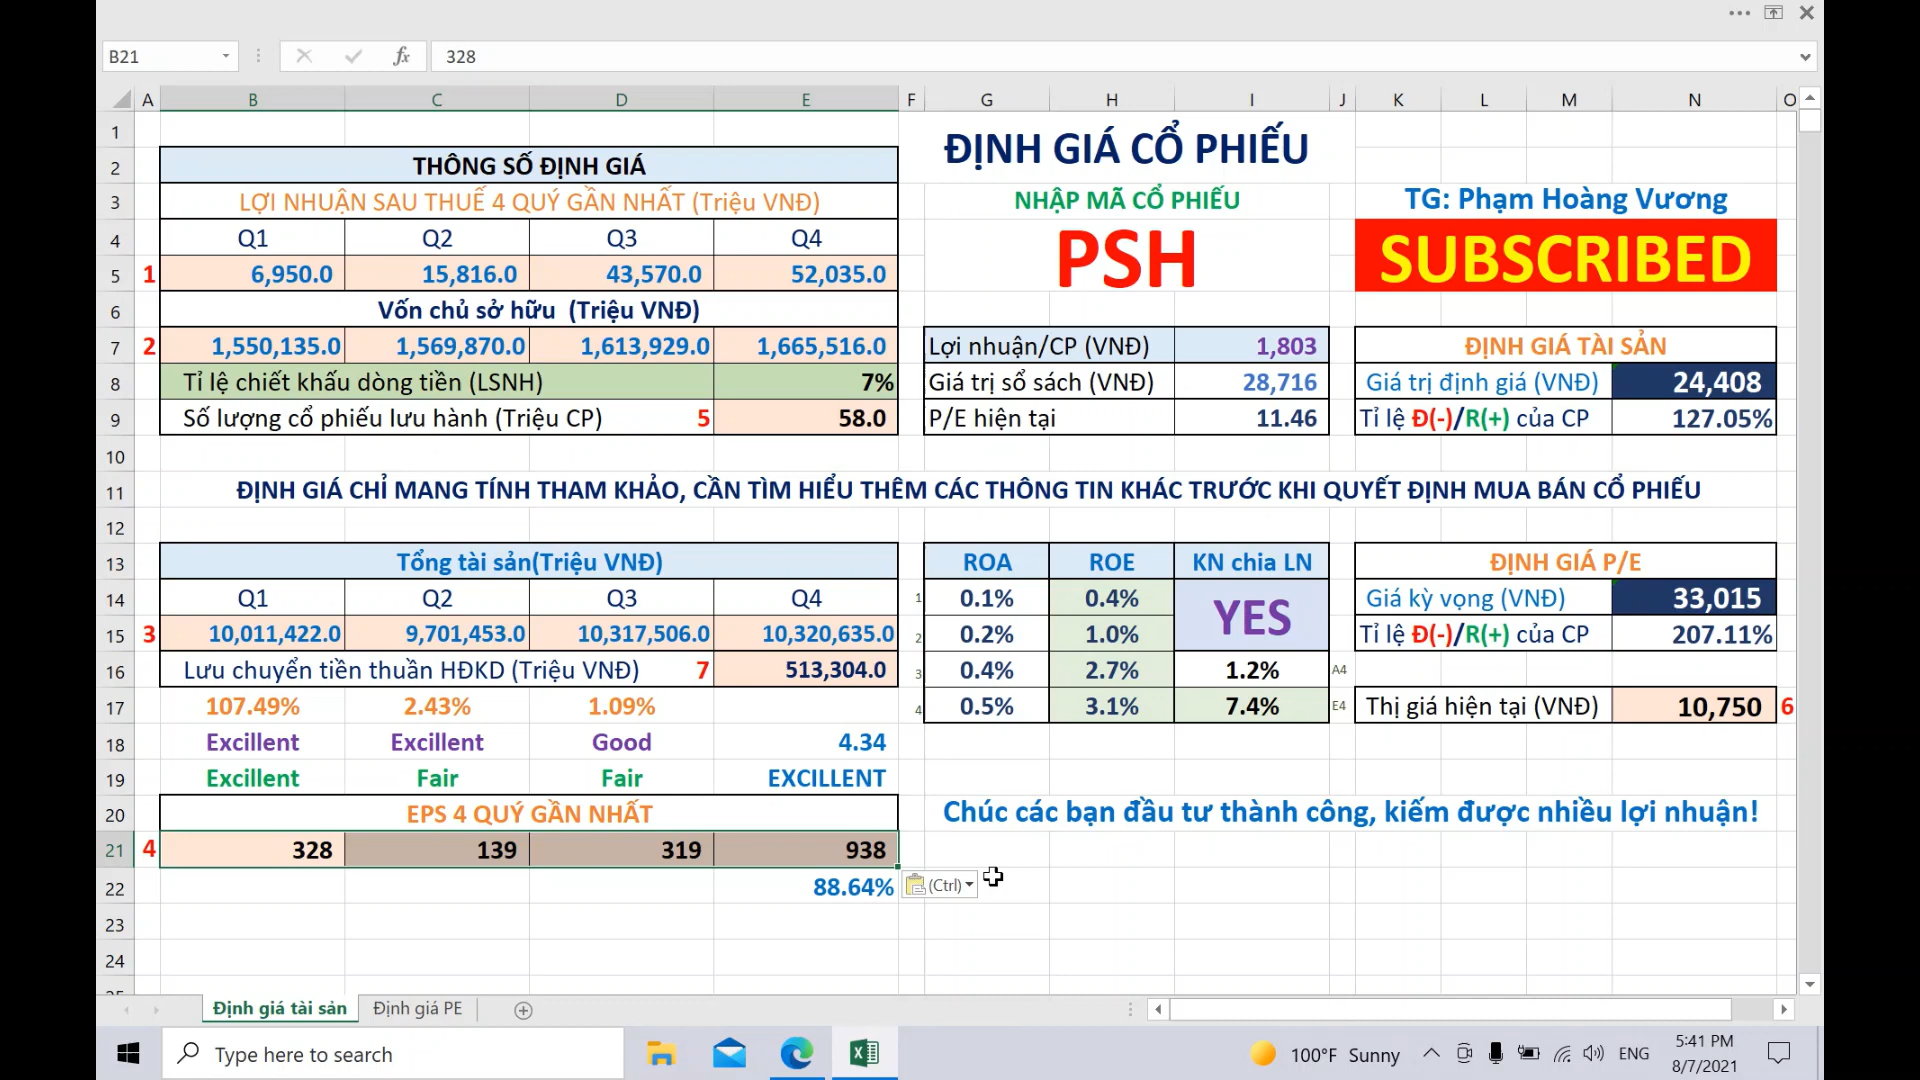 B21
fx
328
A B C D E F G H I J K L M N O
1
ĐỊNH GIÁ CỔ PHIẾU
2
THÔNG SỐ ĐỊNH GIÁ
3
LỢI NHUẬN SAU THUẾ 4 QUÝ GẦN NHẤT (Triệu VNĐ)
NHẬP MÃ CỔ PHIẾU
TG: Phạm Hoàng Vương
4
Q1 Q2 Q3 Q4
PSH
SUBSCRIBED
5
1 6,950.0 15,816.0 43,570.0 52,035.0
6
Vốn chủ sở hữu (Triệu VNĐ)
7
2 1,550,135.0 1,569,870.0 1,613,929.0 1,665,516.0
Lợi nhuận/CP (VNĐ) 1,803
ĐỊNH GIÁ TÀI SẢN
8
Tỉ lệ chiết khấu dòng tiền (LSNH) 7%
Giá trị sổ sách (VNĐ) 28,716
Giá trị định giá (VNĐ) 24,408
9
Số lượng cổ phiếu lưu hành (Triệu CP) 5 58.0
P/E hiện tại 11.46
Tỉ lệ Đ(-)/R(+) của CP 127.05%
10
11
ĐỊNH GIÁ CHỈ MANG TÍNH THAM KHẢO, CẦN TÌM HIỂU THÊM CÁC THÔNG TIN KHÁC TRƯỚC KHI QUYẾT ĐỊNH MUA BÁN CỔ PHIẾU
12
13
Tổng tài sản(Triệu VNĐ)
ROA ROE KN chia LN
ĐỊNH GIÁ P/E
14
Q1 Q2 Q3 Q4
1 0.1% 0.4% YES
Giá kỳ vọng (VNĐ) 33,015
15
3 10,011,422.0 9,701,453.0 10,317,506.0 10,320,635.0
2 0.2% 1.0%
Tỉ lệ Đ(-)/R(+) của CP 207.11%
16
Lưu chuyển tiền thuần HĐKD (Triệu VNĐ) 7 513,304.0
3 0.4% 2.7% 1.2% A4
17
107.49% 2.43% 1.09%
4 0.5% 3.1% 7.4% E4
Thị giá hiện tại (VNĐ) 10,750 6
18
Excillent Excillent Good 4.34
19
Excillent Fair Fair EXCILLENT
20
EPS 4 QUÝ GẦN NHẤT
Chúc các bạn đầu tư thành công, kiếm được nhiều lợi nhuận!
21
4 328 139 319 938
22
88.64%
(Ctrl)
23
24
25
Định giá tài sản Định giá PE
Type here to search
100°F Sunny
ENG
5:41 PM
8/7/2021